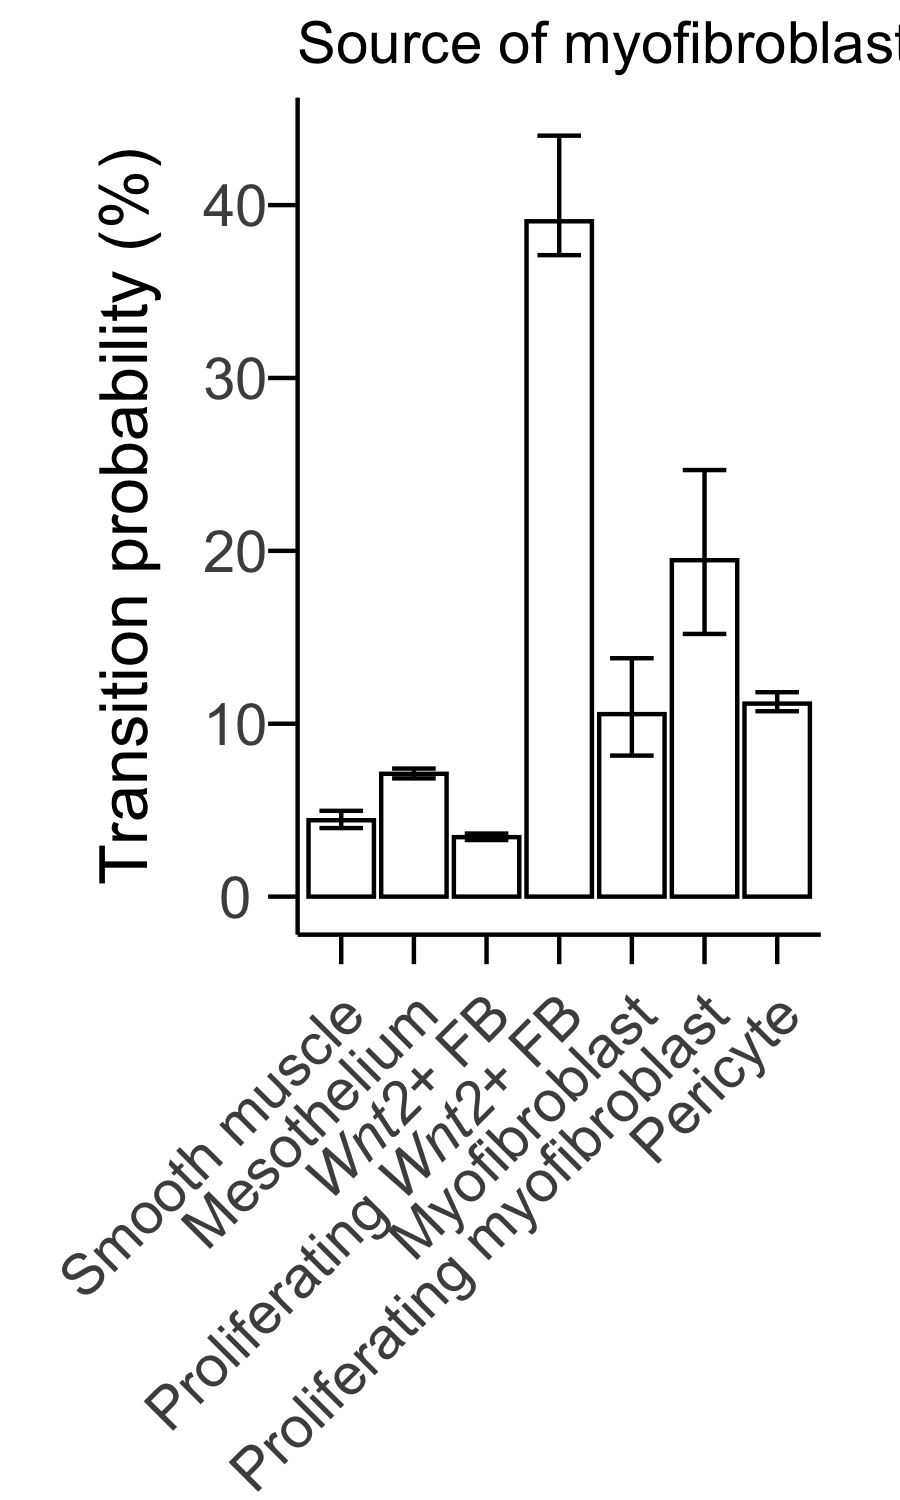 Source of myofibroblast
Transition probability (%)
40
30
20
10
0
Smooth muscle
Mesothelium
Wnt2+ FB
Proliferating Wnt2+ FB
Myofibroblast
Proliferating myofibroblast
Pericyte